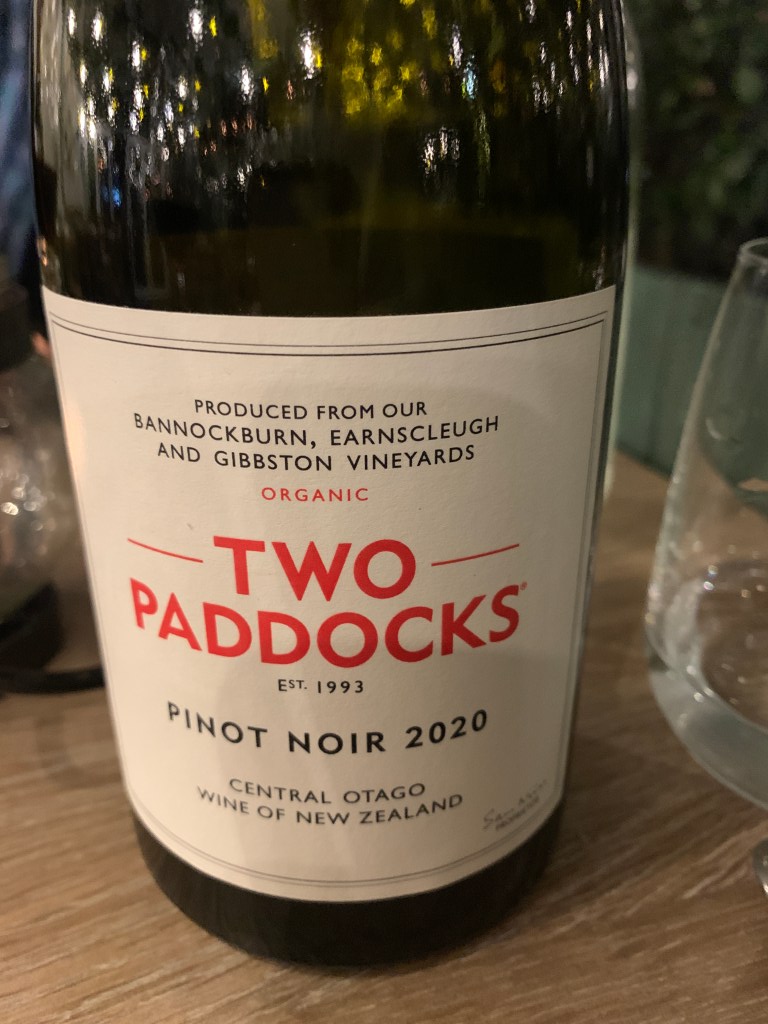 PRODUCED FROM OUR
BANNOCKBURN, EARNSCLEUGH
AND GIBBSTON VINEYARDS
ORGANIC
TWO
PADDOCKS®
EST. 1993
PINOT NOIR 2020
CENTRAL OTAGO
WINE OF NEW ZEALAND
PROPRIETOR